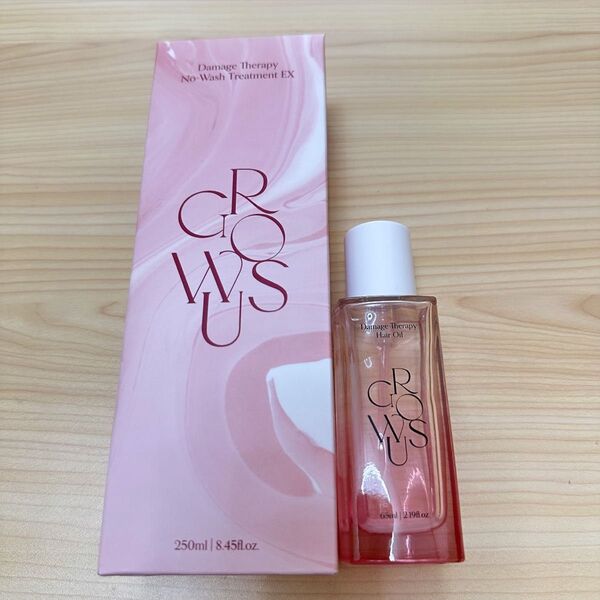 Damage Therapy
No-Wash Treatment EX
GROWUS
250ml | 8.45fl.oz.
Damage Therapy
Hair Oil
GROWUS
65ml | 2.19fl.oz